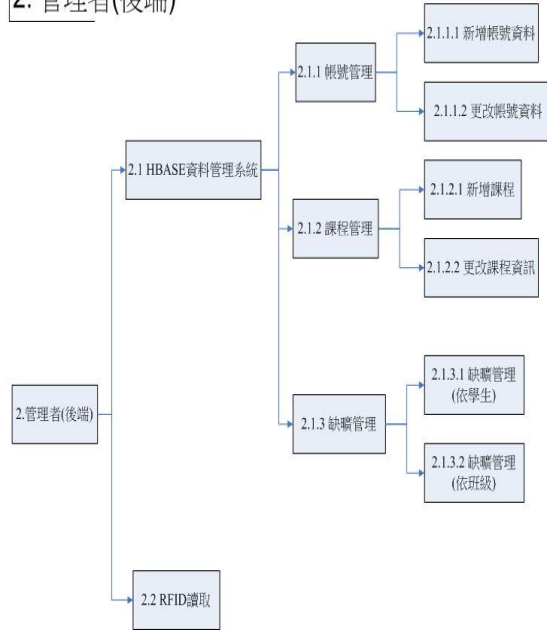 2. 管理者(後端)
2.1.1.1 新增帳號資料
2.1.1 帳號管理
2.1.1.2 更改帳號資料
2.1 HBASE資料管理系統
2.1.2.1 新增課程
2.1.2 課程管理
2.1.2.2 更改課程資訊
2.1.3.1 缺曠管理
(依學生)
2.管理者(後端)
2.1.3 缺曠管理
2.1.3.2 缺曠管理
(依班級)
2.2 RFID讀取